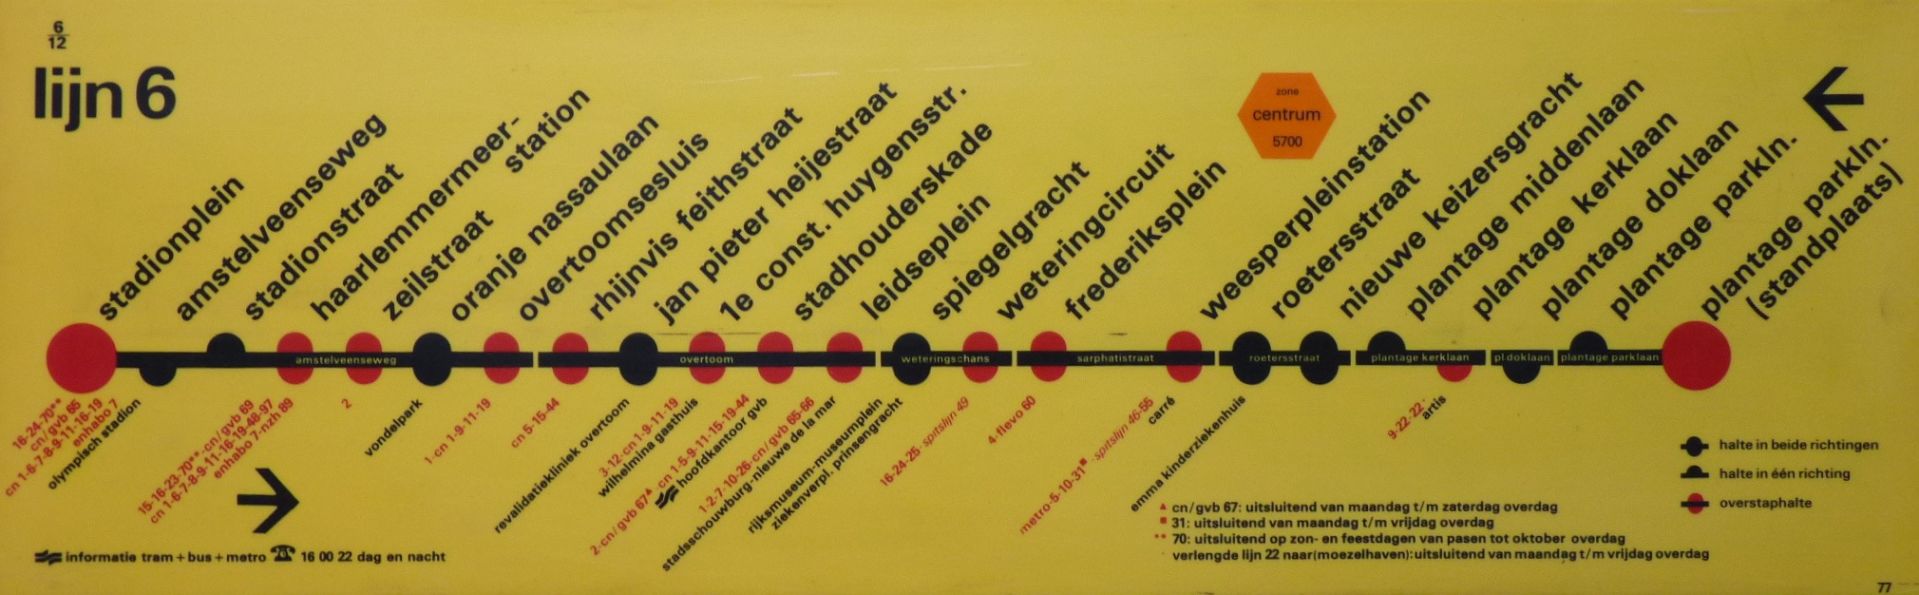 6
12
lijn 6
zone
centrum
5700
stadionplein
amstelveenseweg
stadionstraat
haarlemmermeer-
station
zeilstraat
oranje nassaulaan
overtoomsesluis
rhijnvis feithstraat
jan pieter heijestraat
1e const. huygensstr.
stadhouderskade
leidseplein
spiegelgracht
weteringcircuit
frederiksplein
weesperpleinstation
roetersstraat
nieuwe keizersgracht
plantage middenlaan
plantage kerklaan
plantage doklaan
plantage parkln.
plantage parkln.
(standplaats)
amstelveenseweg
overtoom
weteringschans
sarphatistraat
roetersstraat
plantage kerklaan
pl.doklaan
plantage parklaan
16-24-70**
cn/gvb 65
cn 1-6-7-8-9-11-16-19
enhabo 7
olympisch stadion
15-16-23-70**-cn/gvb 69
cn 1-6-7-8-9-11-16-19-48-97
enhabo 7-nzh 89
2
vondelpark
1-cn 1-9-11-19
cn 5-15-44
revalidatiekliniek overtoom
3-12-cn 1-9-11-19
wilhelmina gasthuis
2-cn/gvb 67▲-cn 1-5-9-11-15-19-44
hoofdkantoor gvb
1-2-7-10-26-cn/gvb 65-66
stadsschouwburg-nieuwe de la mar
rijksmuseum-museumplein
ziekenverpl. prinsengracht
16-24-25-spitslijn 49
4-flevo 60
metro-5-10-31■-spitslijn 46-55
carré
emma kinderziekenhuis
9-22-22·
artis
halte in beide richtingen
halte in één richting
overstaphalte
▲ cn/gvb 67: uitsluitend van maandag t/m zaterdag overdag
■ 31: uitsluitend van maandag t/m vrijdag overdag
** 70: uitsluitend op zon- en feestdagen van pasen tot oktober overdag
· verlengde lijn 22 naar(moezelhaven):uitsluitend van maandag t/m vrijdag overdag
informatie tram+bus+metro ☎ 16 00 22 dag en nacht
77